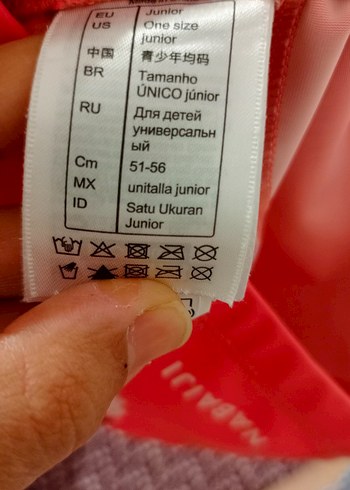 EU Junior
US One size
junior
中国 青少年均码
BR Tamanho
ÚNICO júnior
RU Для детей
универсальн
ый
Cm 51-56
MX unitalla junior
ID Satu Ukuran
Junior
NABAIJI